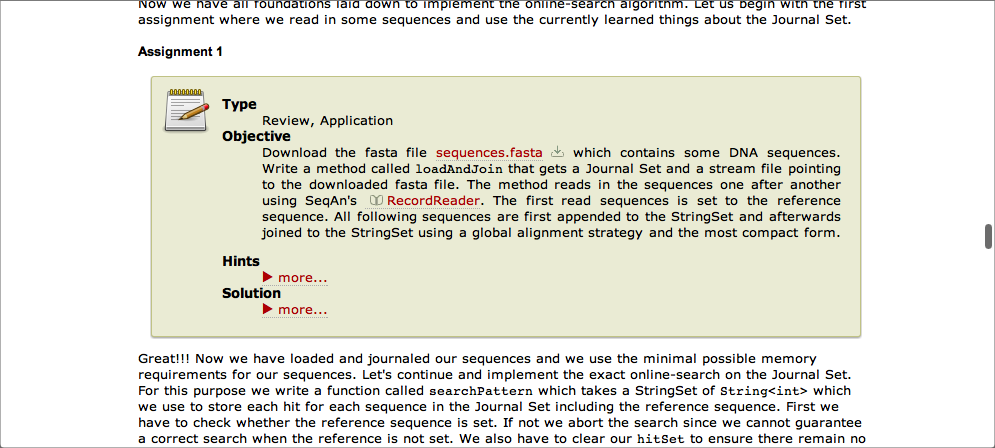 Now we have all foundations laid down to implement the online-search algorithm. Let us begin with the first
assignment where we read in some sequences and use the currently learned things about the Journal Set.
Assignment 1
Type
Review, Application
Objective
Download the fasta file sequences.fasta which contains some DNA sequences.
Write a method called loadAndJoin that gets a Journal Set and a stream file pointing
to the downloaded fasta file. The method reads in the sequences one after another
using SeqAn's RecordReader. The first read sequences is set to the reference
sequence. All following sequences are first appended to the StringSet and afterwards
joined to the StringSet using a global alignment strategy and the most compact form.
Hints
more...
Solution
more...
Great!!! Now we have loaded and journaled our sequences and we use the minimal possible memory
requirements for our sequences. Let's continue and implement the exact online-search on the Journal Set.
For this purpose we write a function called searchPattern which takes a StringSet of String<int> which
we use to store each hit for each sequence in the Journal Set including the reference sequence. First we
have to check whether the reference sequence is set. If not we abort the search since we cannot guarantee
a correct search when the reference is not set. We also have to clear our hitSet to ensure there remain no